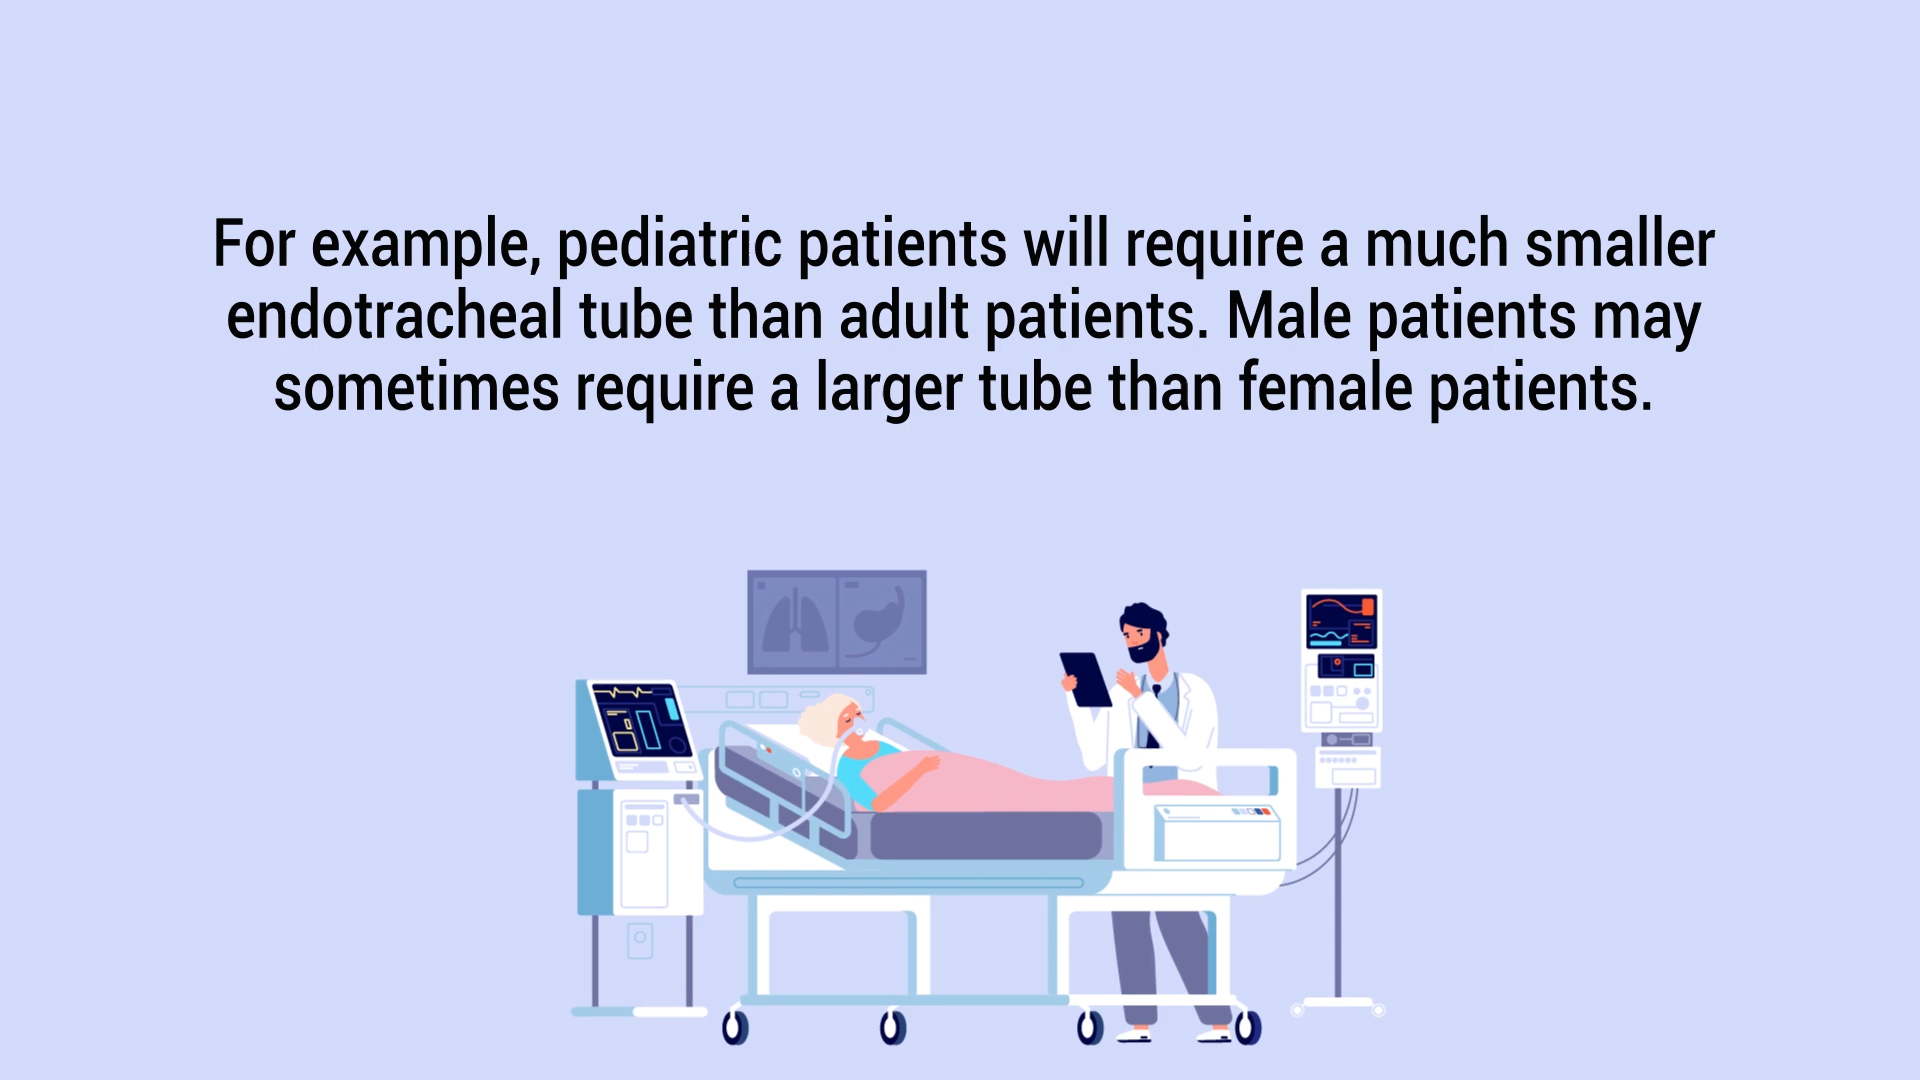 For example, pediatric patients will require a much smaller
endotracheal tube than adult patients. Male patients may
sometimes require a larger tube than female patients.